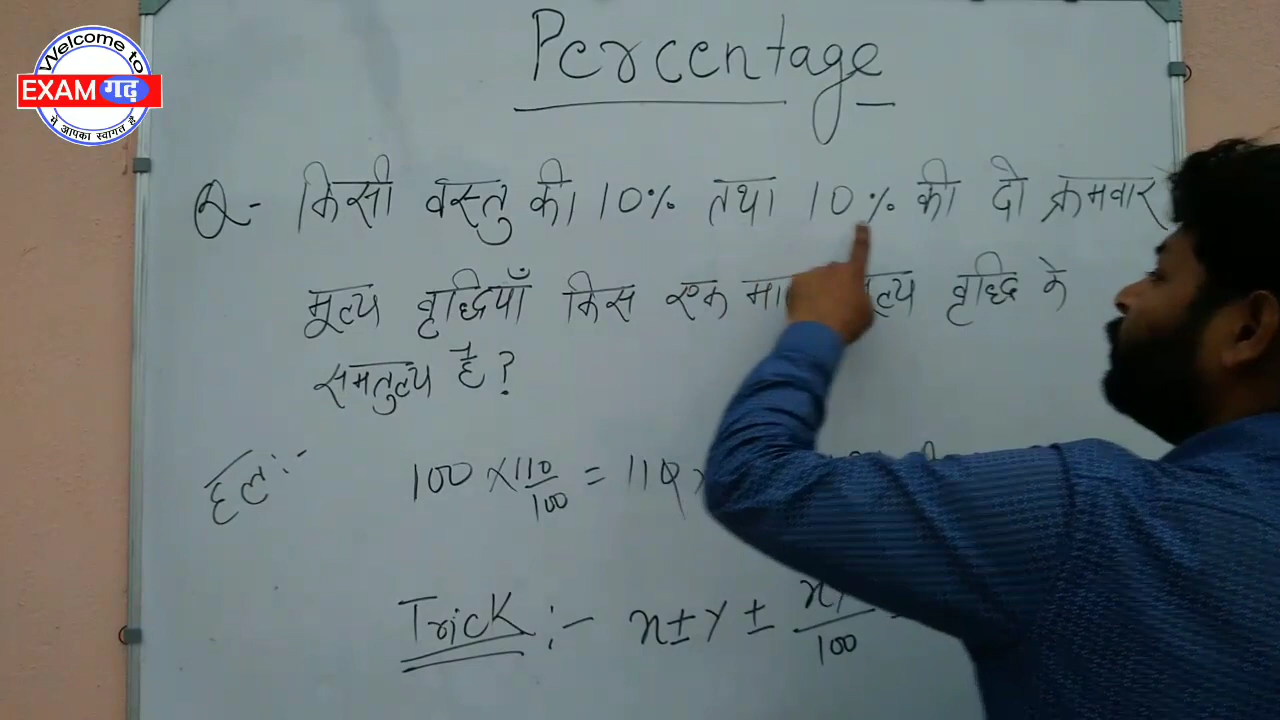 Welcome to
EXAM गढ़
में आपका स्वागत है
Percentage
Q- किसी वस्तु की 10% तथा 10% की दो क्रमवार
मूल्य वृद्धियाँ किस एक वृद्धि के
समतुल्य है ?
हल :- 100 × 110/100 = 110
Trick :- x ± y ± /100